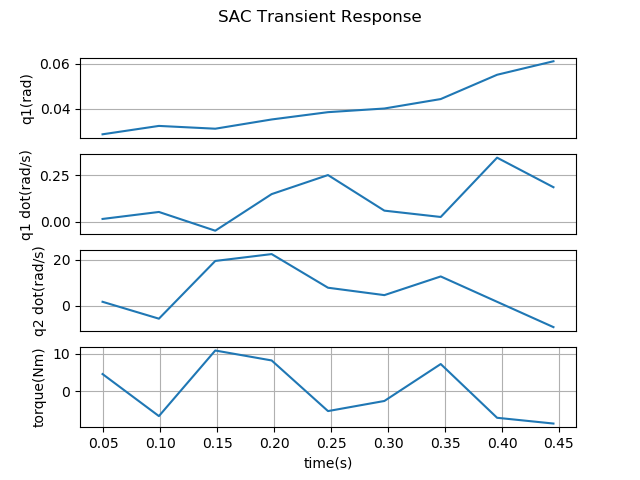 SAC Transient Response
0.06
0.04
q1(rad)
0.25
0.00
q1 dot(rad/s)
20
0
q2 dot(rad/s)
10
0
torque(Nm)
0.05 0.10 0.15 0.20 0.25 0.30 0.35 0.40 0.45
time(s)